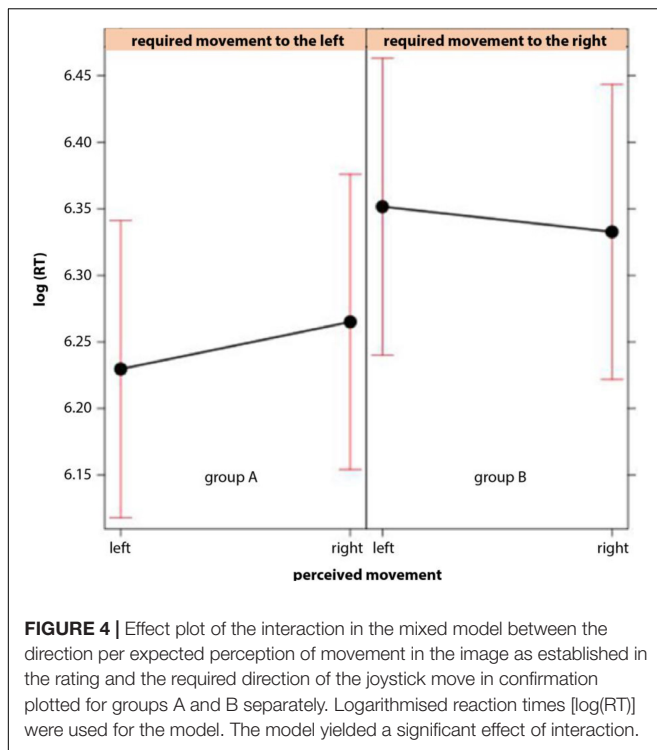 required movement to the left
required movement to the right
6.45
6.40
6.35
6.30
6.25
6.20
6.15
log (RT)
group A
group B
left
right
left
right
perceived movement
FIGURE 4 | Effect plot of the interaction in the mixed model between the
direction per expected perception of movement in the image as established in
the rating and the required direction of the joystick move in confirmation
plotted for groups A and B separately. Logarithmised reaction times [log(RT)]
were used for the model. The model yielded a significant effect of interaction.